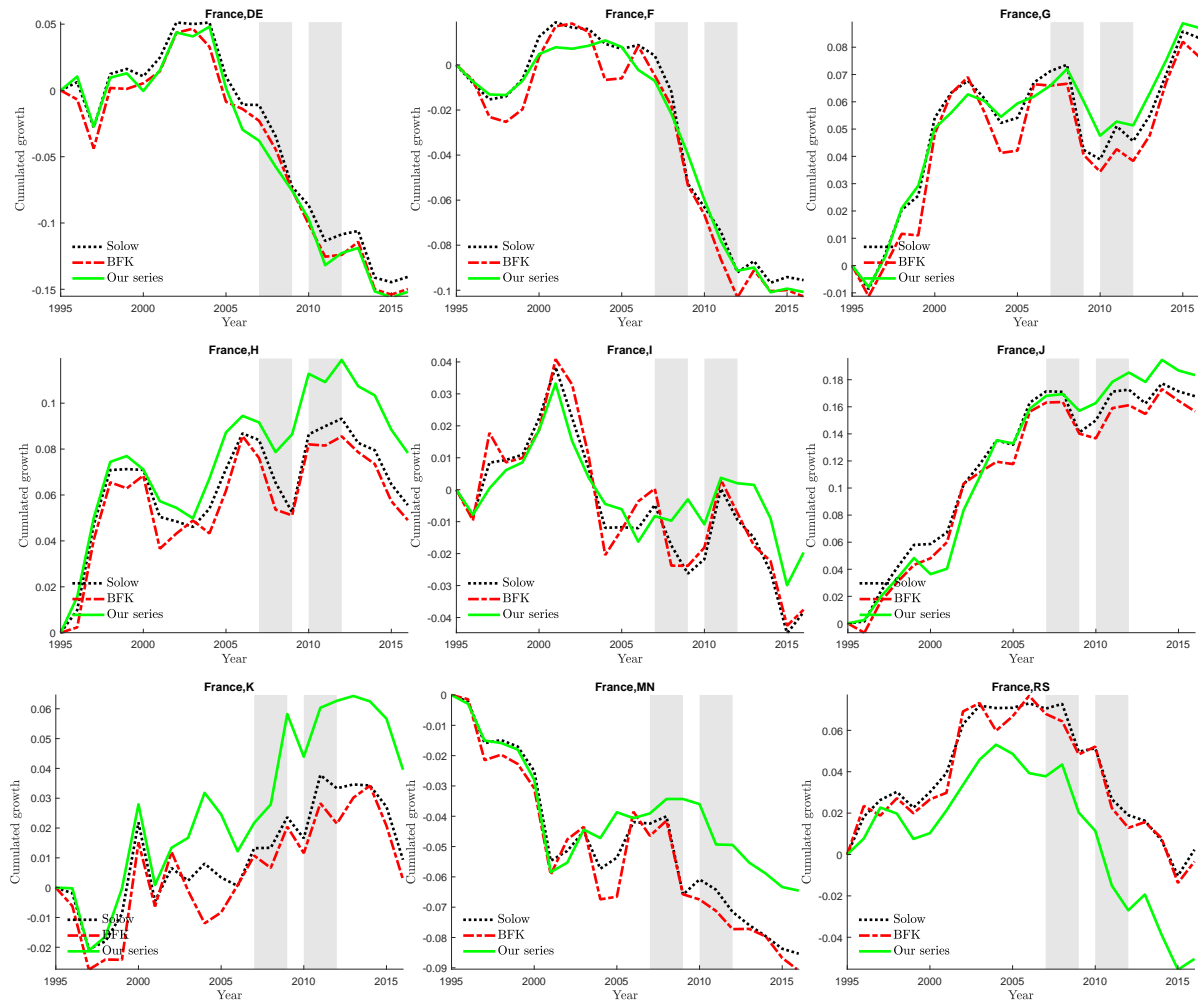 France,DE
0.05
0
-0.05
-0.1
-0.15
Cumulated growth
Solow
BFK
Our series
1995 2000 2005 2010 2015
Year
France,F
0
-0.02
-0.04
-0.06
-0.08
-0.1
Cumulated growth
Solow
BFK
Our series
1995 2000 2005 2010 2015
Year
France,G
0.08
0.07
0.06
0.05
0.04
0.03
0.02
0.01
0
-0.01
Cumulated growth
Solow
BFK
Our series
1995 2000 2005 2010 2015
Year
France,H
0.1
0.08
0.06
0.04
0.02
0
Cumulated growth
Solow
BFK
Our series
1995 2000 2005 2010 2015
Year
France,I
0.04
0.03
0.02
0.01
0
-0.01
-0.02
-0.03
-0.04
Cumulated growth
Solow
BFK
Our series
1995 2000 2005 2010 2015
Year
France,J
0.18
0.16
0.14
0.12
0.1
0.08
0.06
0.04
0.02
0
Cumulated growth
Solow
BFK
Our series
1995 2000 2005 2010 2015
Year
France,K
0.06
0.05
0.04
0.03
0.02
0.01
0
-0.01
-0.02
Cumulated growth
Solow
BFK
Our series
1995 2000 2005 2010 2015
Year
France,MN
0
-0.01
-0.02
-0.03
-0.04
-0.05
-0.06
-0.07
-0.08
-0.09
Cumulated growth
Solow
BFK
Our series
1995 2000 2005 2010 2015
Year
France,RS
0.06
0.04
0.02
0
-0.02
-0.04
Cumulated growth
Solow
BFK
Our series
1995 2000 2005 2010 2015
Year